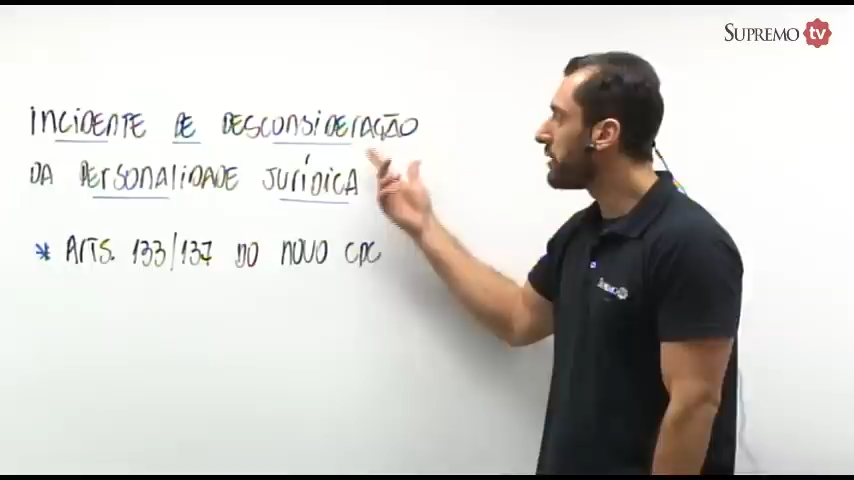 SUPREMO tv
INCIDENTE DE DESCONSIDERAÇÃO
DA PERSONALIDADE JURÍDICA
* ARTS. 133/137 DO NOVO CPC